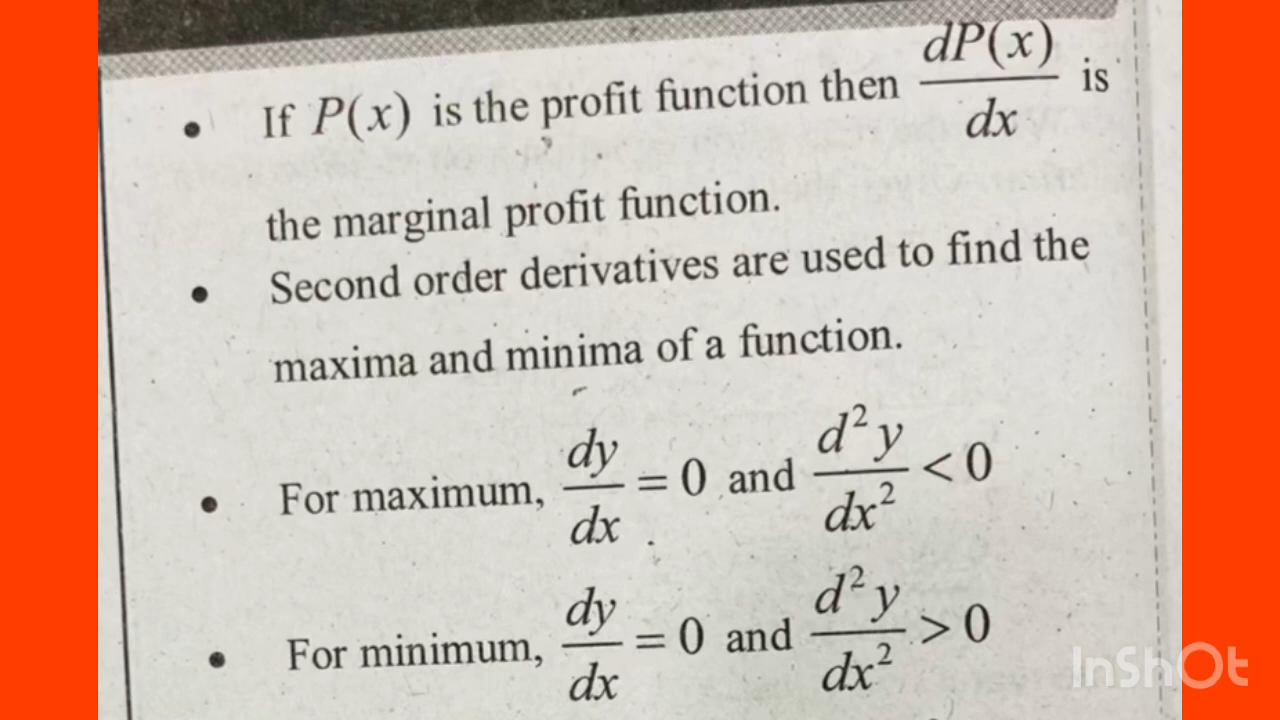 • If P(x) is the profit function then dP(x)/dx is
the marginal profit function.
• Second order derivatives are used to find the
maxima and minima of a function.
• For maximum, dy/dx = 0 and d²y/dx² < 0
• For minimum, dy/dx = 0 and d²y/dx² > 0
InShOt